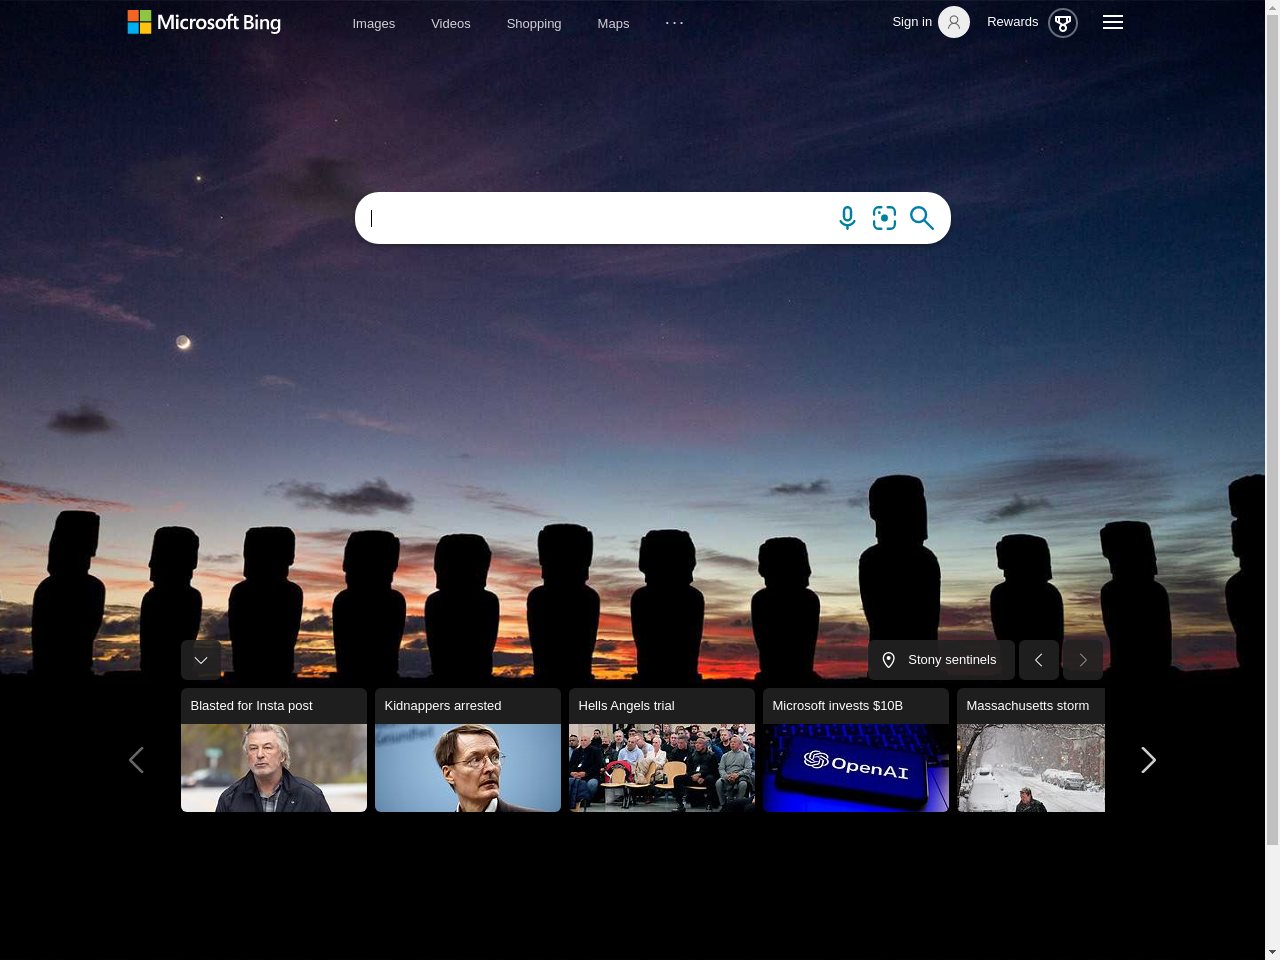 Microsoft Bing
Images
Videos
Shopping
Maps
Sign in
Rewards
Stony sentinels
Blasted for Insta post
Kidnappers arrested
Hells Angels trial
Microsoft invests $10B
Massachusetts storm
Gesundheit
OpenAI